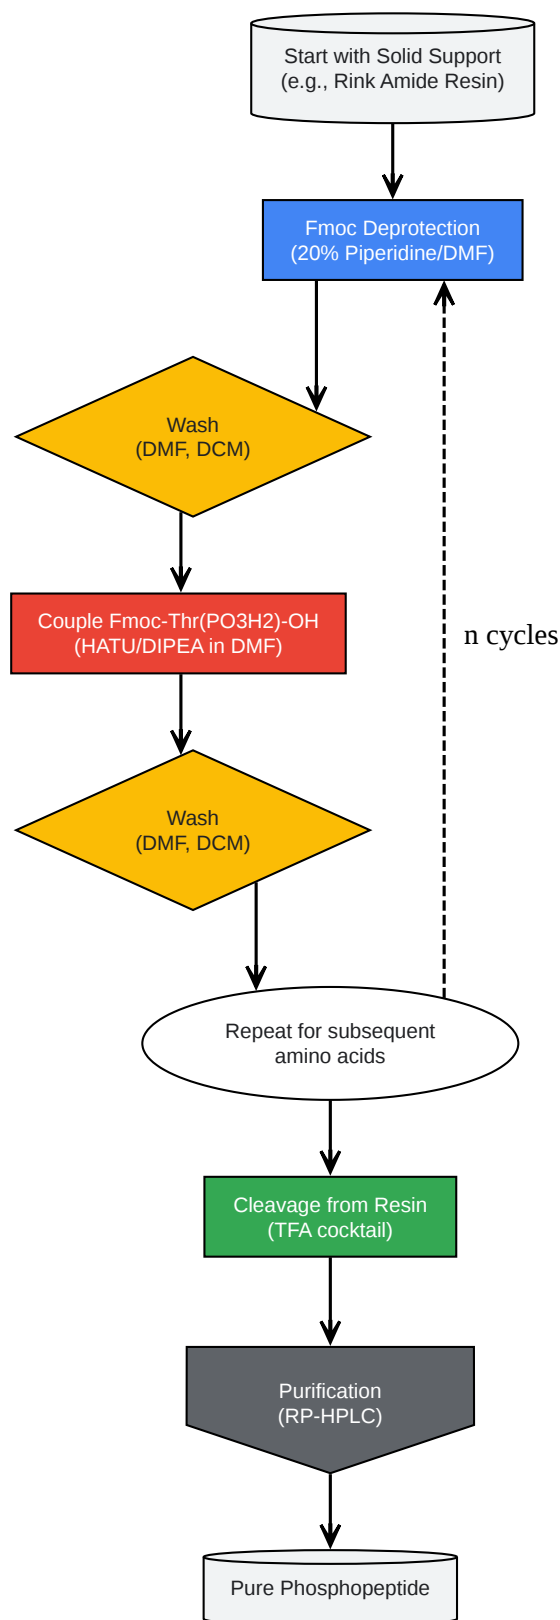 Start with Solid Support
(e.g., Rink Amide Resin)
Fmoc Deprotection
(20% Piperidine/DMF)
Wash
(DMF, DCM)
Couple Fmoc-Thr(PO3H2)-OH
(HATU/DIPEA in DMF)
n cycles
Wash
(DMF, DCM)
Repeat for subsequent
amino acids
Cleavage from Resin
(TFA cocktail)
Purification
(RP-HPLC)
Pure Phosphopeptide